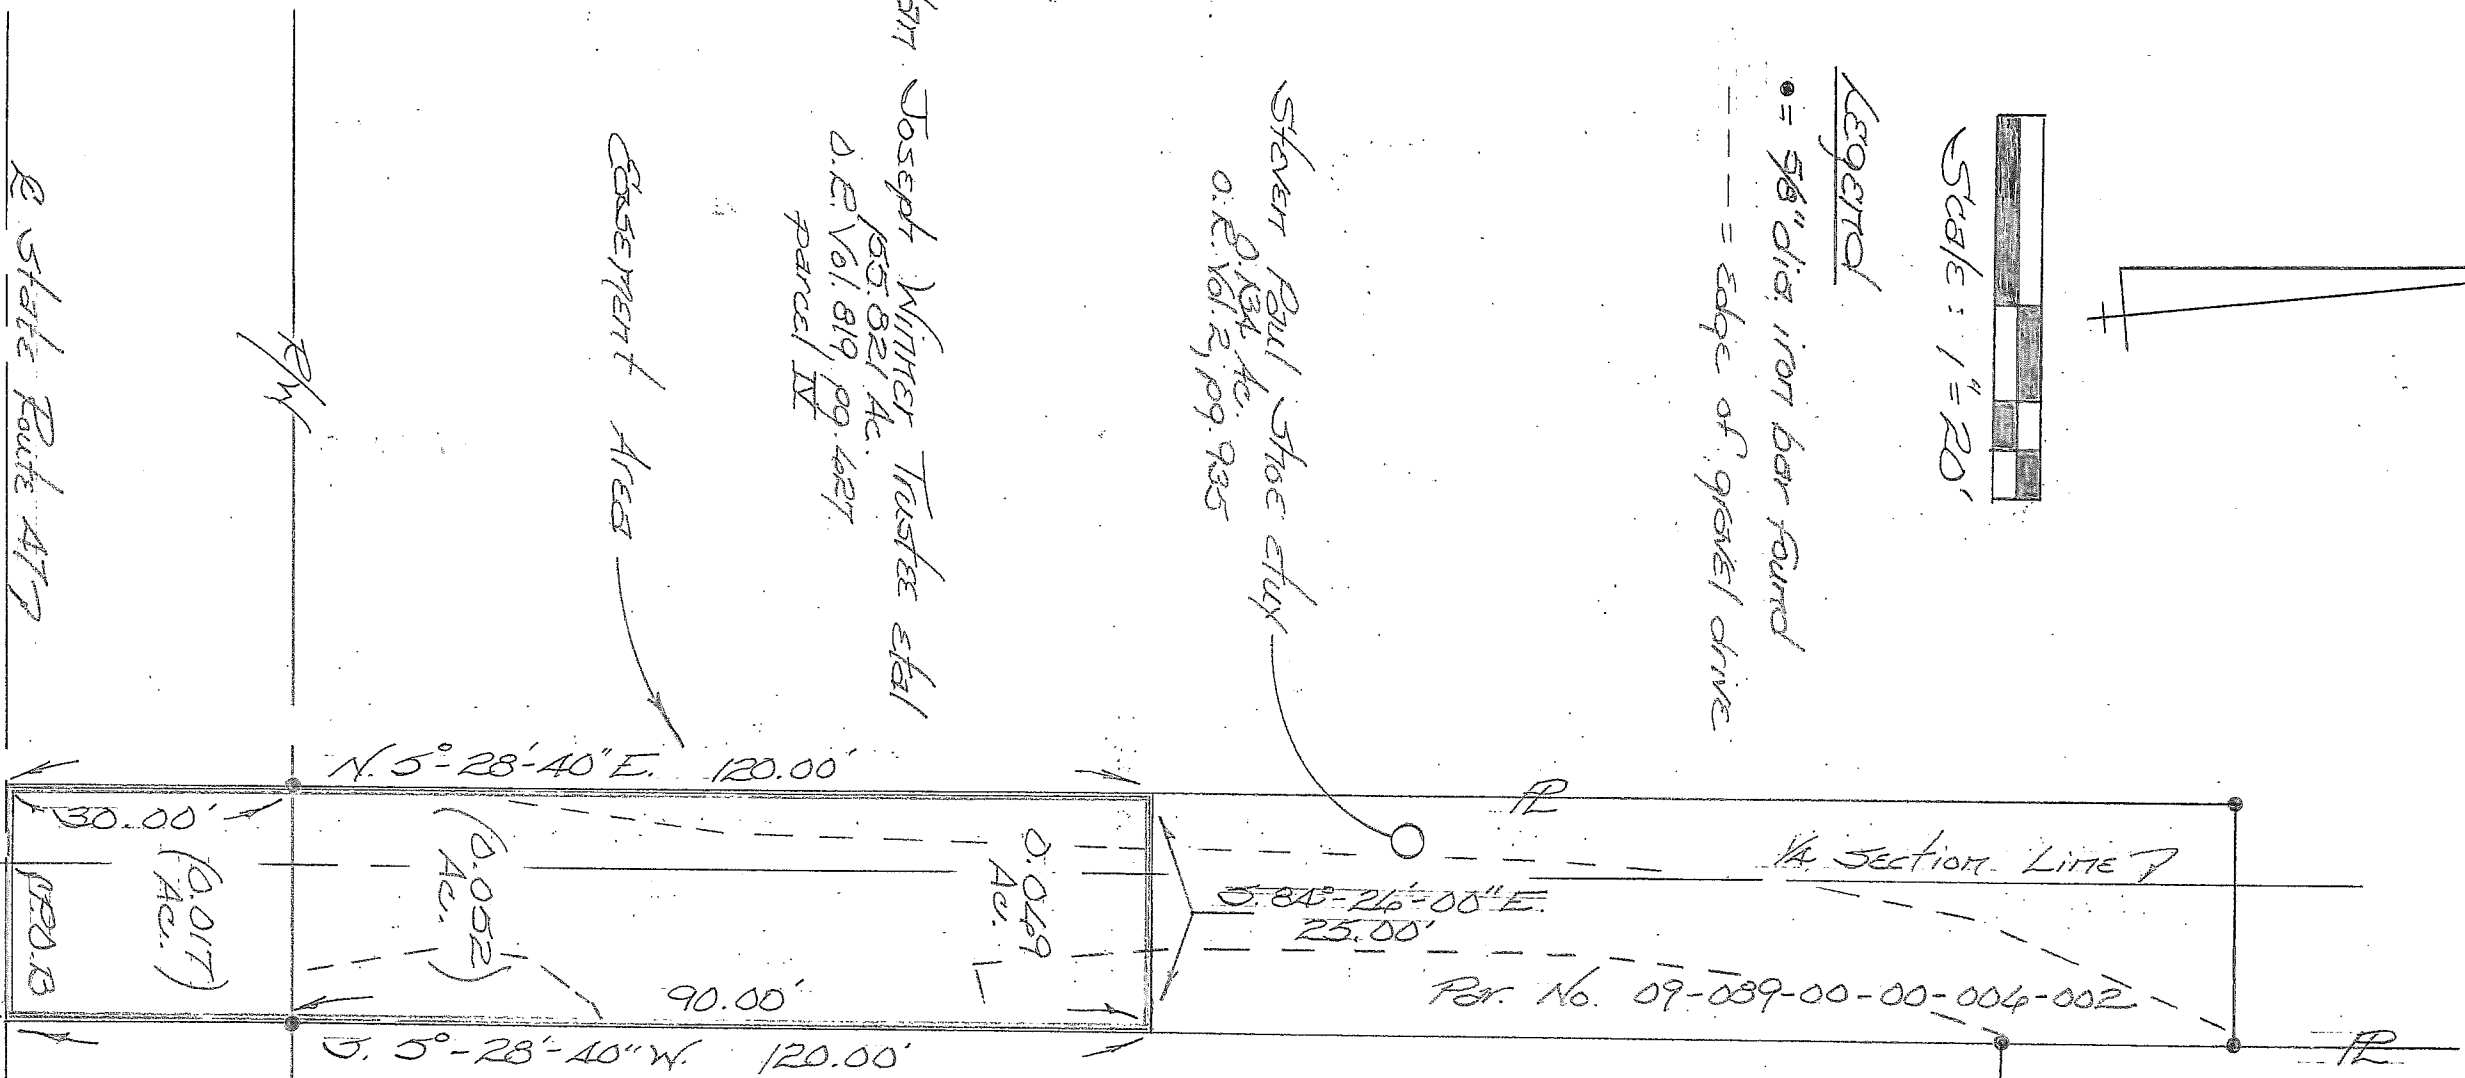 Scale: 1" = 20'
Legend
• = 5/8" dia. iron bar found
- - - - = Edge of gravel drive
Steven Paul Shoe etux
0.134 Ac.
O.R. Vol. 2, pg. 935
Joseph Winner Trustee etal
155.821 Ac.
O.R. Vol. 819, pg. 627
parcel IV
Easement Area
R/W
℄ State Route 47
N. 5°-28'-40" E. 120.00'
30.00'
(0.017
Ac.)
P.P.O.B
(0.052
Ac.)
0.069
Ac.
90.00'
S. 5°-28'-40" W. 120.00'
S. 84°-26'-00" E.
25.00'
PL
1/4 Section Line
Par. No. 09-089-00-00-006-002
PL